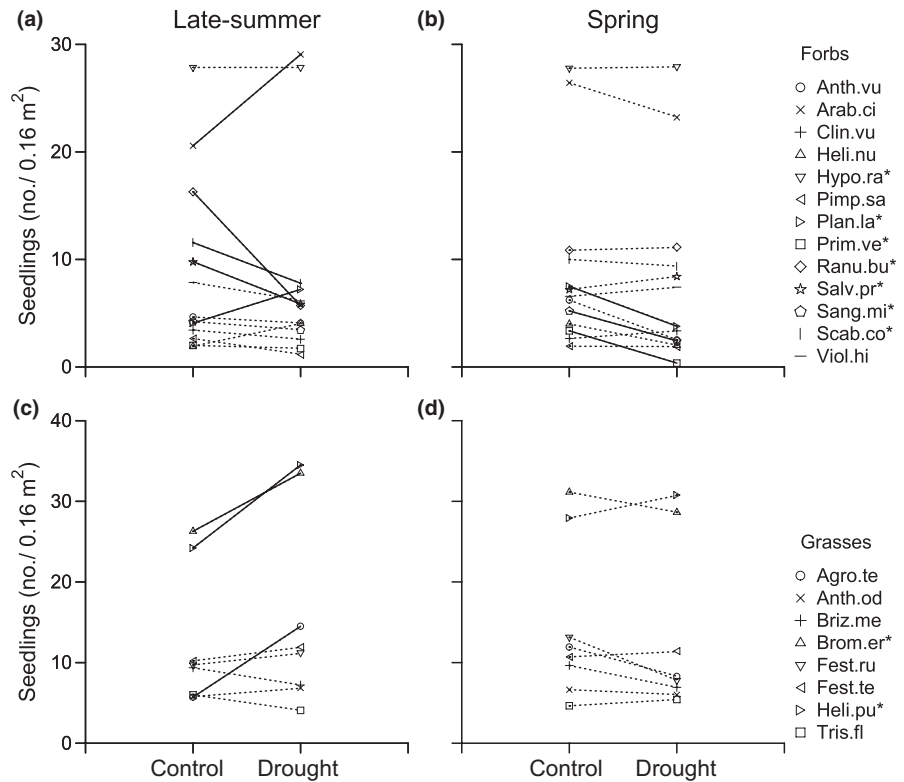 (a) Late-summer
(b) Spring
Seedlings (no./ 0.16 m²)
30
20
10
0
Forbs
Anth.vu
Arab.ci
Clin.vu
Heli.nu
Hypo.ra*
Pimp.sa
Plan.la*
Prim.ve*
Ranu.bu*
Salv.pr*
Sang.mi*
Scab.co*
Viol.hi
(c)
(d)
Seedlings (no./ 0.16 m²)
40
30
20
10
0
Grasses
Agro.te
Anth.od
Briz.me
Brom.er*
Fest.ru
Fest.te
Heli.pu*
Tris.fl
Control Drought
Control Drought